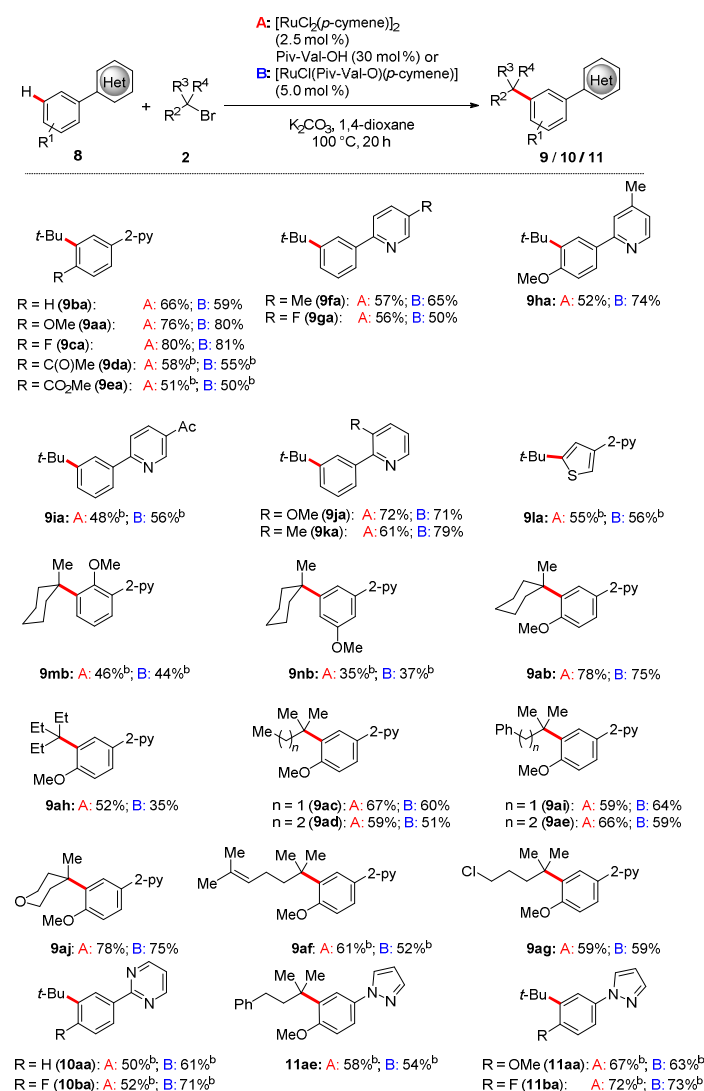 A: [RuCl2(p-cymene)]2
(2.5 mol %)
Piv-Val-OH (30 mol %) or
B: [RuCl(Piv-Val-O)(p-cymene)]
(5.0 mol %)
K2CO3, 1,4-dioxane
100 °C, 20 h
H
Het
R1
8
+
R3
R4
R2
Br
2
R3
R4
R2
Het
R1
9 / 10 / 11
t-Bu
2-py
R
R = H (9ba): A: 66%; B: 59%
R = OMe (9aa): A: 76%; B: 80%
R = F (9ca): A: 80%; B: 81%
R = C(O)Me (9da): A: 58%b; B: 55%b
R = CO2Me (9ea): A: 51%b; B: 50%b
t-Bu
R
N
R = Me (9fa): A: 57%; B: 65%
R = F (9ga): A: 56%; B: 50%
Me
t-Bu
MeO
N
9ha: A: 52%; B: 74%
t-Bu
Ac
N
9ia: A: 48%b; B: 56%b
R
t-Bu
N
R = OMe (9ja): A: 72%; B: 71%
R = Me (9ka): A: 61%; B: 79%
2-py
t-Bu
S
9la: A: 55%b; B: 56%b
Me
OMe
2-py
9mb: A: 46%b; B: 44%b
Me
2-py
OMe
9nb: A: 35%b; B: 37%b
Me
2-py
MeO
9ab: A: 78%; B: 75%
Et
Et
Et
2-py
MeO
9ah: A: 52%; B: 35%
Me Me
Me
n
2-py
MeO
n = 1 (9ac): A: 67%; B: 60%
n = 2 (9ad): A: 59%; B: 51%
Me Me
Ph
n
2-py
MeO
n = 1 (9ai): A: 59%; B: 64%
n = 2 (9ae): A: 66%; B: 59%
Me
2-py
O
MeO
9aj: A: 78%; B: 75%
Me
Me Me
Me
2-py
MeO
9af: A: 61%b; B: 52%b
Me Me
Cl
2-py
MeO
9ag: A: 59%; B: 59%
N
t-Bu
N
R
R = H (10aa): A: 50%b; B: 61%b
R = F (10ba): A: 52%b; B: 71%b
Me Me
Ph
N
N
MeO
11ae: A: 58%b; B: 54%b
t-Bu
N
N
R
R = OMe (11aa): A: 67%b; B: 63%b
R = F (11ba): A: 72%b; B: 73%b